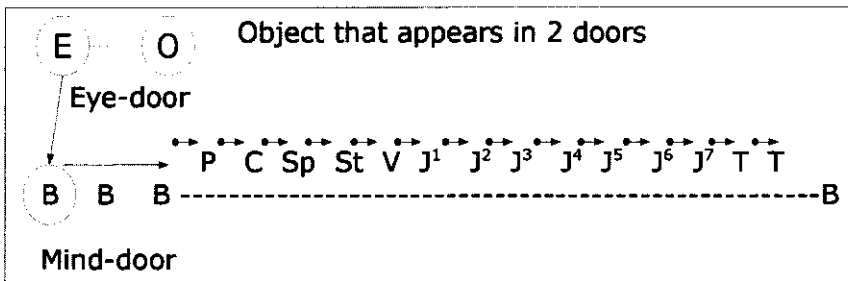 E O Object that appears in 2 doors
Eye-door
P C Sp St V J¹ J² J³ J⁴ J⁵ J⁶ J⁷ T T
B B B B
Mind-door